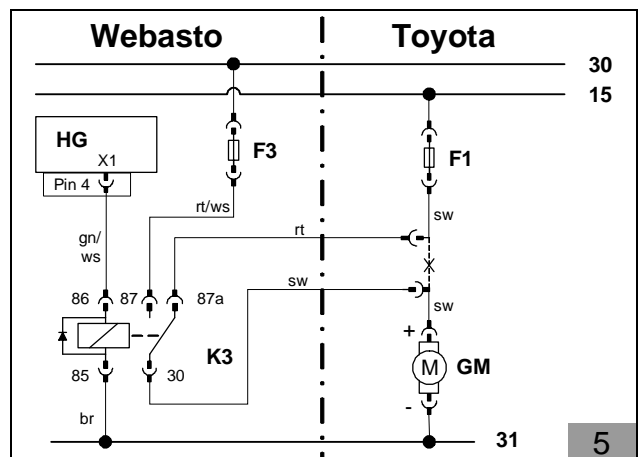 Webasto Toyota
30
15
HG
X1
Pin 4
F3
F1
sw
rt/ws
rt
gn/
ws
sw
sw
86 87 87a
+
K3
M GM
85 30
-
br
31
5